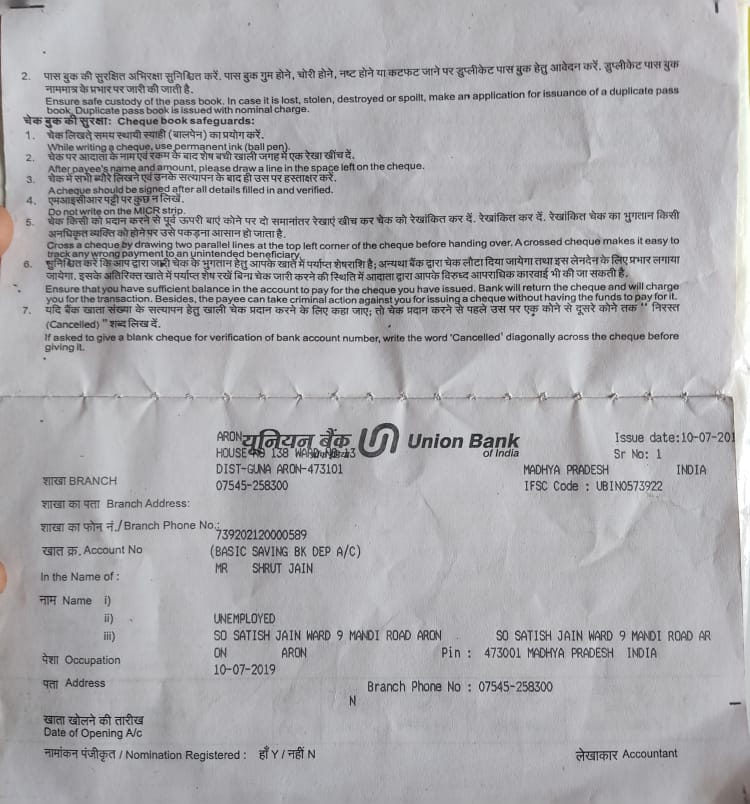 2. पास बुक की सुरक्षित अभिरक्षा सुनिश्चित करें. पास बुक गुम होने, चोरी होने, नष्ट होने या कटफट जाने पर डुप्लीकेट पास बुक हेतु आवेदन करें. डुप्लीकेट पास बुक
नाममात्र के प्रभार पर जारी की जाती है.
Ensure safe custody of the pass book. In case it is lost, stolen, destroyed or spoilt, make an application for issuance of a duplicate pass
book. Duplicate pass book is issued with nominal charge.
चेक बुक की सुरक्षा: Cheque book safeguards:
1. चेक लिखते समय स्थायी स्याही (बालपेन) का प्रयोग करें.
While writing a cheque, use permanent ink (ball pen).
2. चेक पर आदाता के नाम एवं रकम के बाद शेष बची खाली जगह में एक रेखा खींच दें.
After payee's name and amount, please draw a line in the space left on the cheque.
3. चेक में सभी ब्यौरे लिखने एवं उनके सत्यापन के बाद ही उस पर हस्ताक्षर करें.
A cheque should be signed after all details filled in and verified.
4. एमआइसीआर पट्टी पर कुछ न लिखें.
Do not write on the MICR strip.
5. चेक किसी को प्रदान करने से पूर्व ऊपरी बाएं कोने पर दो समानांतर रेखाएं खींच कर चेक को रेखांकित कर दें. रेखांकित कर दें. रेखांकित चेक का भुगतान किसी
अनधिकृत व्यक्ति को होने पर उसे पकड़ना आसान हो जाता है.
Cross a cheque by drawing two parallel lines at the top left corner of the cheque before handing over. A crossed cheque makes it easy to
track any wrong payment to an unintended beneficiary.
6. सुनिश्चित करें कि आप द्वारा जारी चेक के भुगतान हेतु आपके खाते में पर्याप्त शेषराशि है; अन्यथा बैंक द्वारा चेक लौटा दिया जायेगा तथा इस लेनदेन के लिए प्रभार लगाया
जायेगा. इसके अतिरिक्त खाते में पर्याप्त शेष रखें बिना चेक जारी करने की स्थिति में आदाता द्वारा आपके विरुध्द आपराधिक कारवाई भी की जा सकती है.
Ensure that you have sufficient balance in the account to pay for the cheque you have issued. Bank will return the cheque and will charge
you for the transaction. Besides, the payee can take criminal action against you for issuing a cheque without having the funds to pay for it.
7. यदि बैंक खाता संख्या के सत्यापन हेतु खाली चेक प्रदान करने के लिए कहा जाए; तो चेक प्रदान करने से पहले उस पर एक कोने से दूसरे कोने तक " निरस्त
(Cancelled) " शब्द लिख दें.
If asked to give a blank cheque for verification of bank account number, write the word 'Cancelled' diagonally across the cheque before
giving it.
ARON यूनियन बैंक Union Bank Issue date:10-07-201
of India
HOUSE 138 WARD 13 Sr No: 1
DIST-GUNA ARON-473101 MADHYA PRADESH INDIA
शाखा BRANCH 07545-258300 IFSC Code : UBIN0573922
शाखा का पता Branch Address:
शाखा का फोन नं./Branch Phone No.: 739202120000589
खात क्र. Account No (BASIC SAVING BK DEP A/C)
In the Name of : MR SHRUT JAIN
नाम Name i)
ii) UNEMPLOYED
iii) SO SATISH JAIN WARD 9 MANDI ROAD ARON SO SATISH JAIN WARD 9 MANDI ROAD AR
पेशा Occupation ON ARON Pin : 473001 MADHYA PRADESH INDIA
10-07-2019
पता Address Branch Phone No : 07545-258300
N
खाता खोलने की तारीख
Date of Opening A/c
नामांकन पंजीकृत / Nomination Registered : हाँ Y / नहीं N लेखाकार Accountant